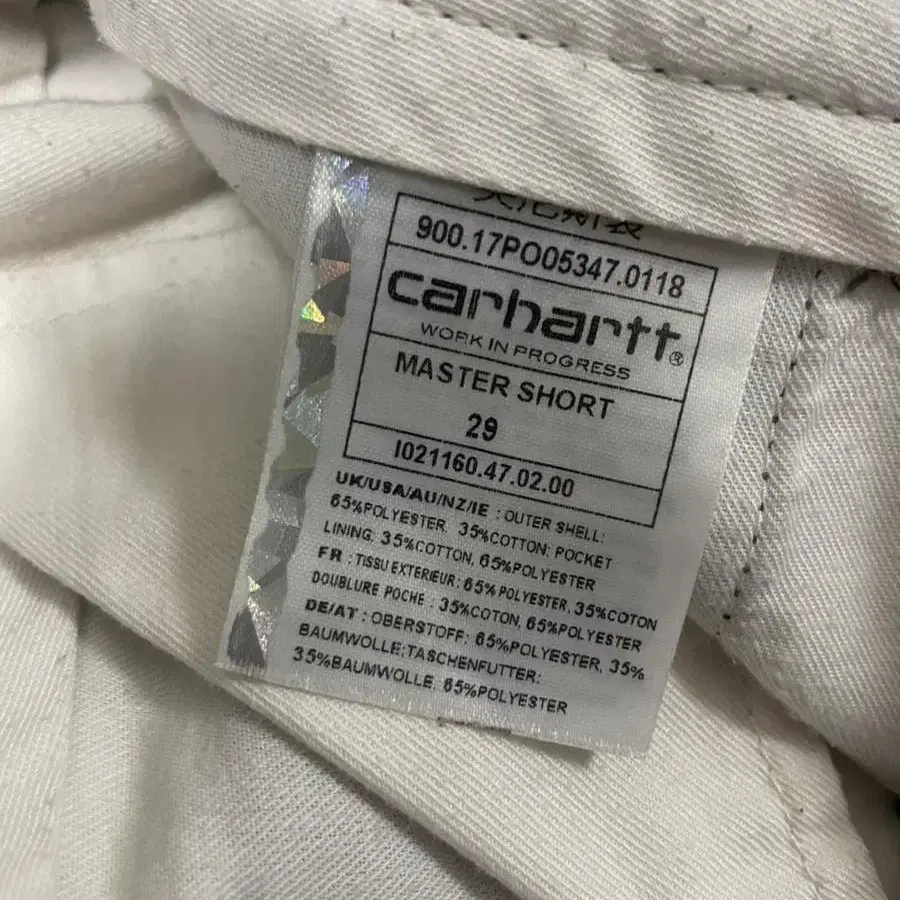 900.17PO05347.0118
carhartt®
WORK IN PROGRESS
MASTER SHORT
29
I021160.47.02.00
UK/USA/AU/NZ/IE : OUTER SHELL:
65%POLYESTER, 35%COTTON; POCKET
LINING: 35%COTTON, 65%POLYESTER
FR : TISSU EXTERIEUR: 65%POLYESTER, 35%COTON
DOUBLURE POCHE : 35%COTON, 65%POLYESTER
DE/AT : OBERSTOFF: 65%POLYESTER, 35%
BAUMWOLLE;TASCHENFUTTER:
35%BAUMWOLLE, 65%POLYESTER